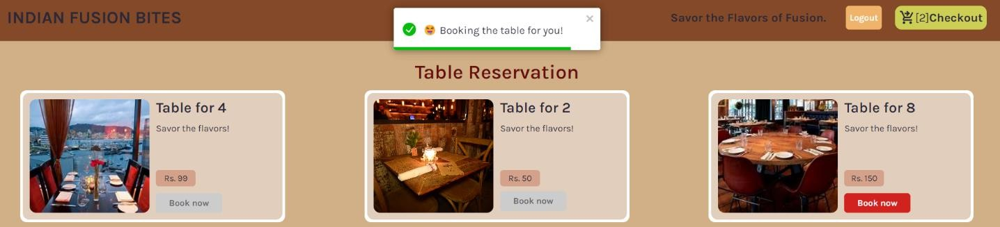 INDIAN FUSION BITES
😆 Booking the table for you!
Savor the Flavors of Fusion.
Logout
[2]Checkout
Table Reservation
Table for 4
Savor the flavors!
Rs. 99
Book now
Table for 2
Savor the flavors!
Rs. 50
Book now
Table for 8
Savor the flavors!
Rs. 150
Book now